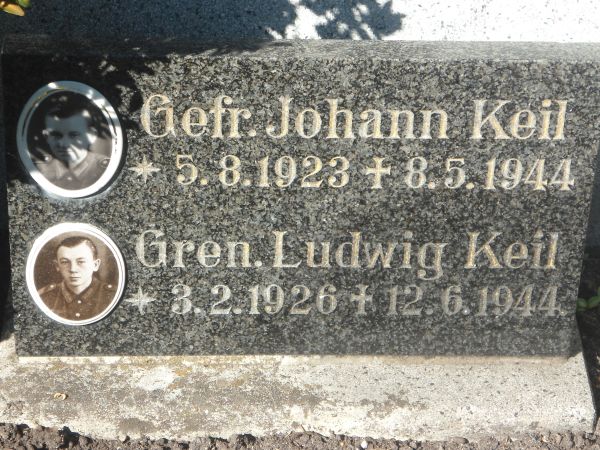 Gefr. Johann Keil
* 5.8.1923 ✝ 8.5.1944
Gren. Ludwig Keil
* 3.2.1926 ✝ 12.6.1944.